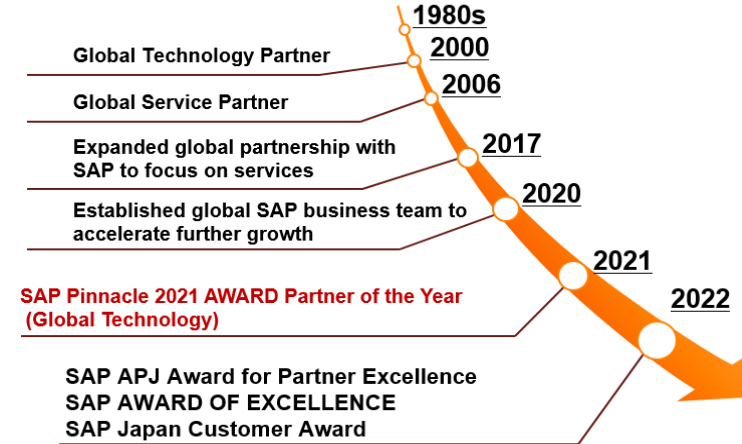 1980s
Global Technology Partner
2000
Global Service Partner
2006
Expanded global partnership with
SAP to focus on services
2017
Established global SAP business team to
accelerate further growth
2020
SAP Pinnacle 2021 AWARD Partner of the Year
(Global Technology)
2021
SAP APJ Award for Partner Excellence
SAP AWARD OF EXCELLENCE
SAP Japan Customer Award
2022